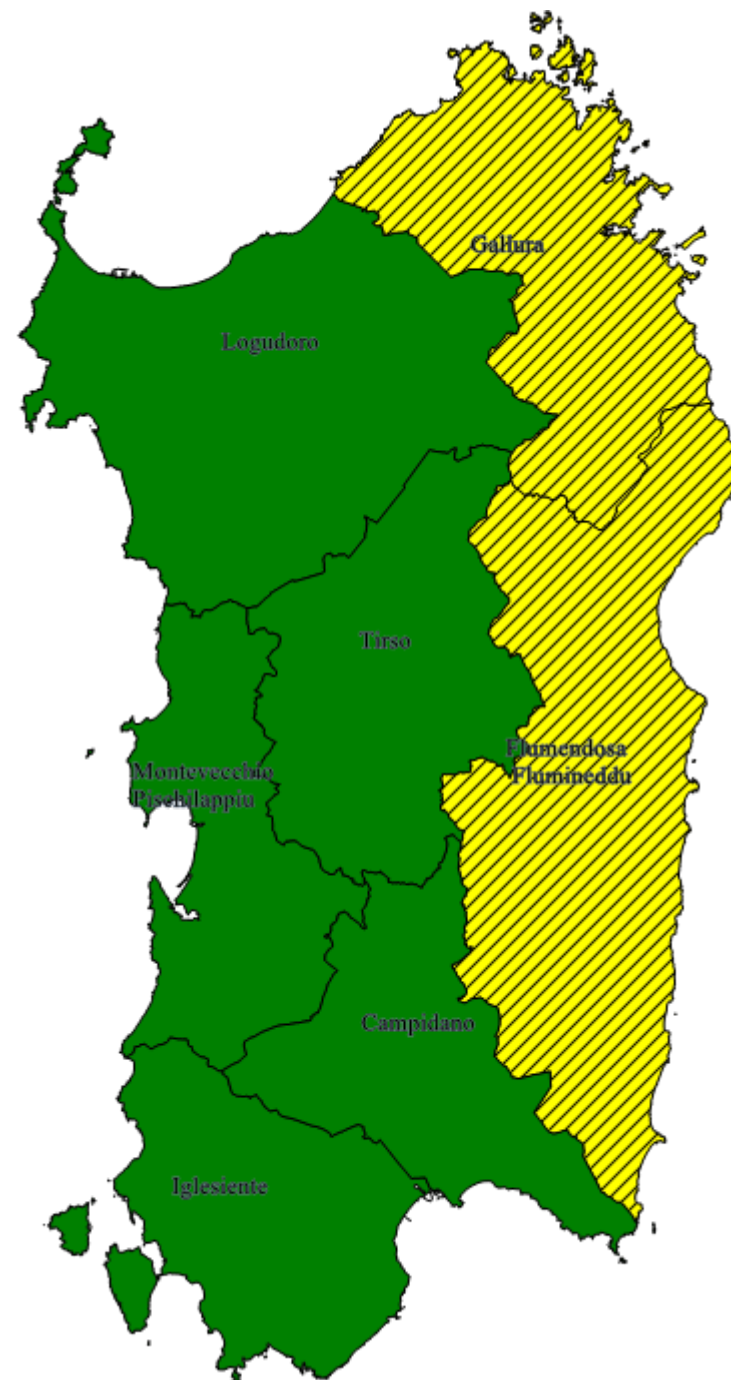 Gallura
Logudoro
Tirso
Flumendosa
Flumineddu
Montevecchio
Pischilappiu
Campidano
Iglesiente